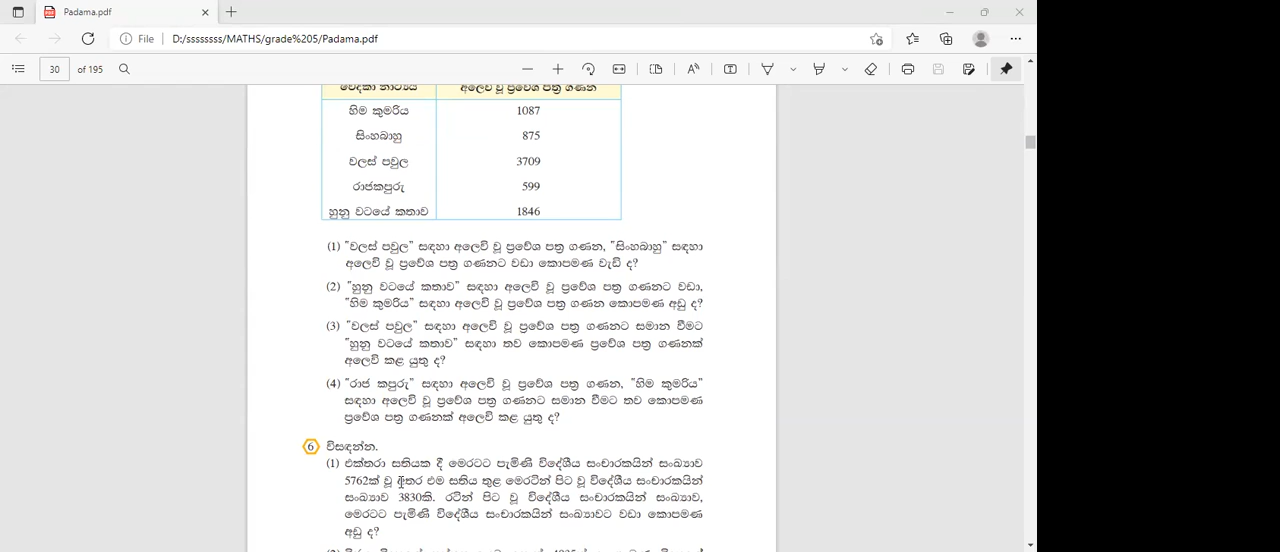 Padama.pdf
File D:/ssssssss/MATHS/grade%205/Padama.pdf
30 of 195
වේදිකා නාට්‍යය අලෙවි වූ ප්‍රවේශ පත්‍ර ගණන
හිම කුමරිය 1087
සිංහබාහු 875
වලස් පවුල 3709
රාජකපුරු 599
හුනු වටයේ කතාව 1846
(1) "වලස් පවුල" සඳහා අලෙවි වූ ප්‍රවේශ පත්‍ර ගණන, "සිංහබාහු" සඳහා
අලෙවි වූ ප්‍රවේශ පත්‍ර ගණනට වඩා කොපමණ වැඩි ද?
(2) "හුනු වටයේ කතාව" සඳහා අලෙවි වූ ප්‍රවේශ පත්‍ර ගණනට වඩා,
"හිම කුමරිය" සඳහා අලෙවි වූ ප්‍රවේශ පත්‍ර ගණන කොපමණ අඩු ද?
(3) "වලස් පවුල" සඳහා අලෙවි වූ ප්‍රවේශ පත්‍ර ගණනට සමාන වීමට
"හුනු වටයේ කතාව" සඳහා තව කොපමණ ප්‍රවේශ පත්‍ර ගණනක්
අලෙවි කළ යුතු ද?
(4) "රාජ කපුරු" සඳහා අලෙවි වූ ප්‍රවේශ පත්‍ර ගණන, "හිම කුමරිය"
සඳහා අලෙවි වූ ප්‍රවේශ පත්‍ර ගණනට සමාන වීමට තව කොපමණ
ප්‍රවේශ පත්‍ර ගණනක් අලෙවි කළ යුතු ද?
6 විසඳන්න.
(1) එක්තරා සතියක දී මෙරටට පැමිණි විදේශීය සංචාරකයින් සංඛ්‍යාව
5762ක් වූ අතර එම සතිය තුළ මෙරටින් පිට වූ විදේශීය සංචාරකයින්
සංඛ්‍යාව 3830කි. රටින් පිට වූ විදේශීය සංචාරකයින් සංඛ්‍යාව,
මෙරටට පැමිණි විදේශීය සංචාරකයින් සංඛ්‍යාවට වඩා කොපමණ
අඩු ද?